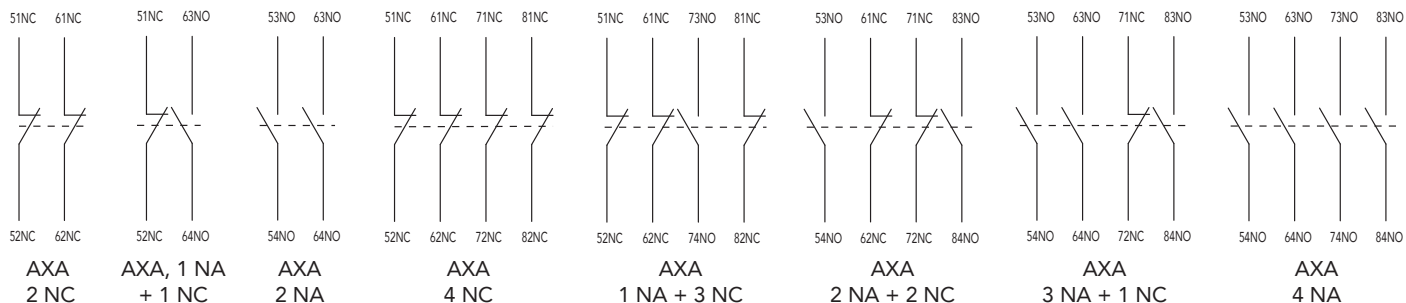 51NC 61NC 51NC 63NO 53NO 63NO 51NC 61NC 71NC 81NC 51NC 61NC 73NO 81NC 53NO 61NC 71NC 83NO 53NO 63NO 71NC 83NO 53NO 63NO 73NO 83NO
52NC 62NC 52NC 64NO 54NO 64NO 52NC 62NC 72NC 82NC 52NC 62NC 74NO 82NC 54NO 62NC 72NC 84NO 54NO 64NO 72NC 84NO 54NO 64NO 74NO 84NO
AXA AXA, 1 NA AXA AXA AXA AXA AXA AXA
2 NC + 1 NC 2 NA 4 NC 1 NA + 3 NC 2 NA + 2 NC 3 NA + 1 NC 4 NA